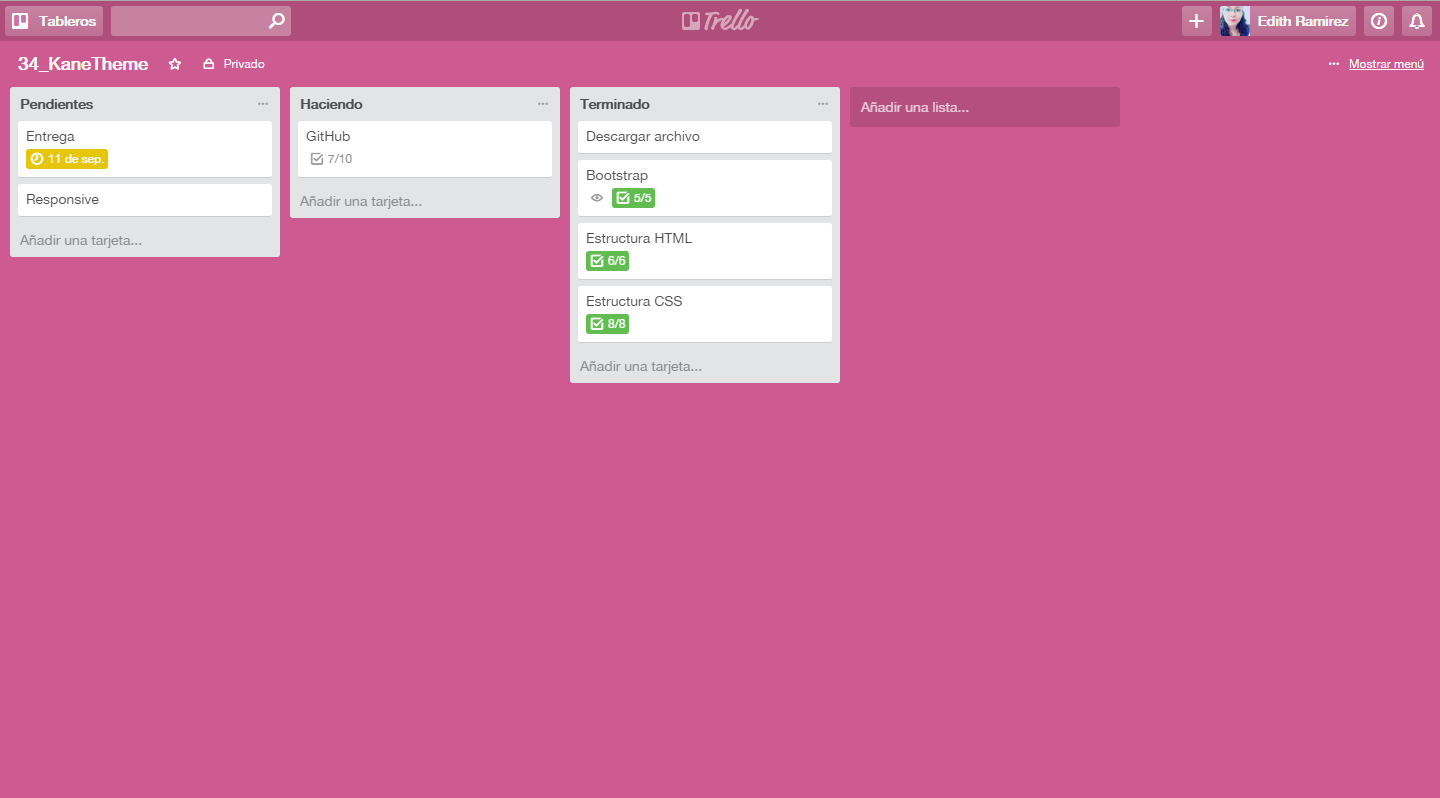 Tableros
Trello
Edith Ramirez
34_KaneTheme
Privado
... Mostrar menú
Pendientes ...
Entrega
11 de sep.
Responsive
Añadir una tarjeta...
Haciendo ...
GitHub
7/10
Añadir una tarjeta...
Terminado ...
Descargar archivo
Bootstrap
5/5
Estructura HTML
6/6
Estructura CSS
8/8
Añadir una tarjeta...
Añadir una lista...